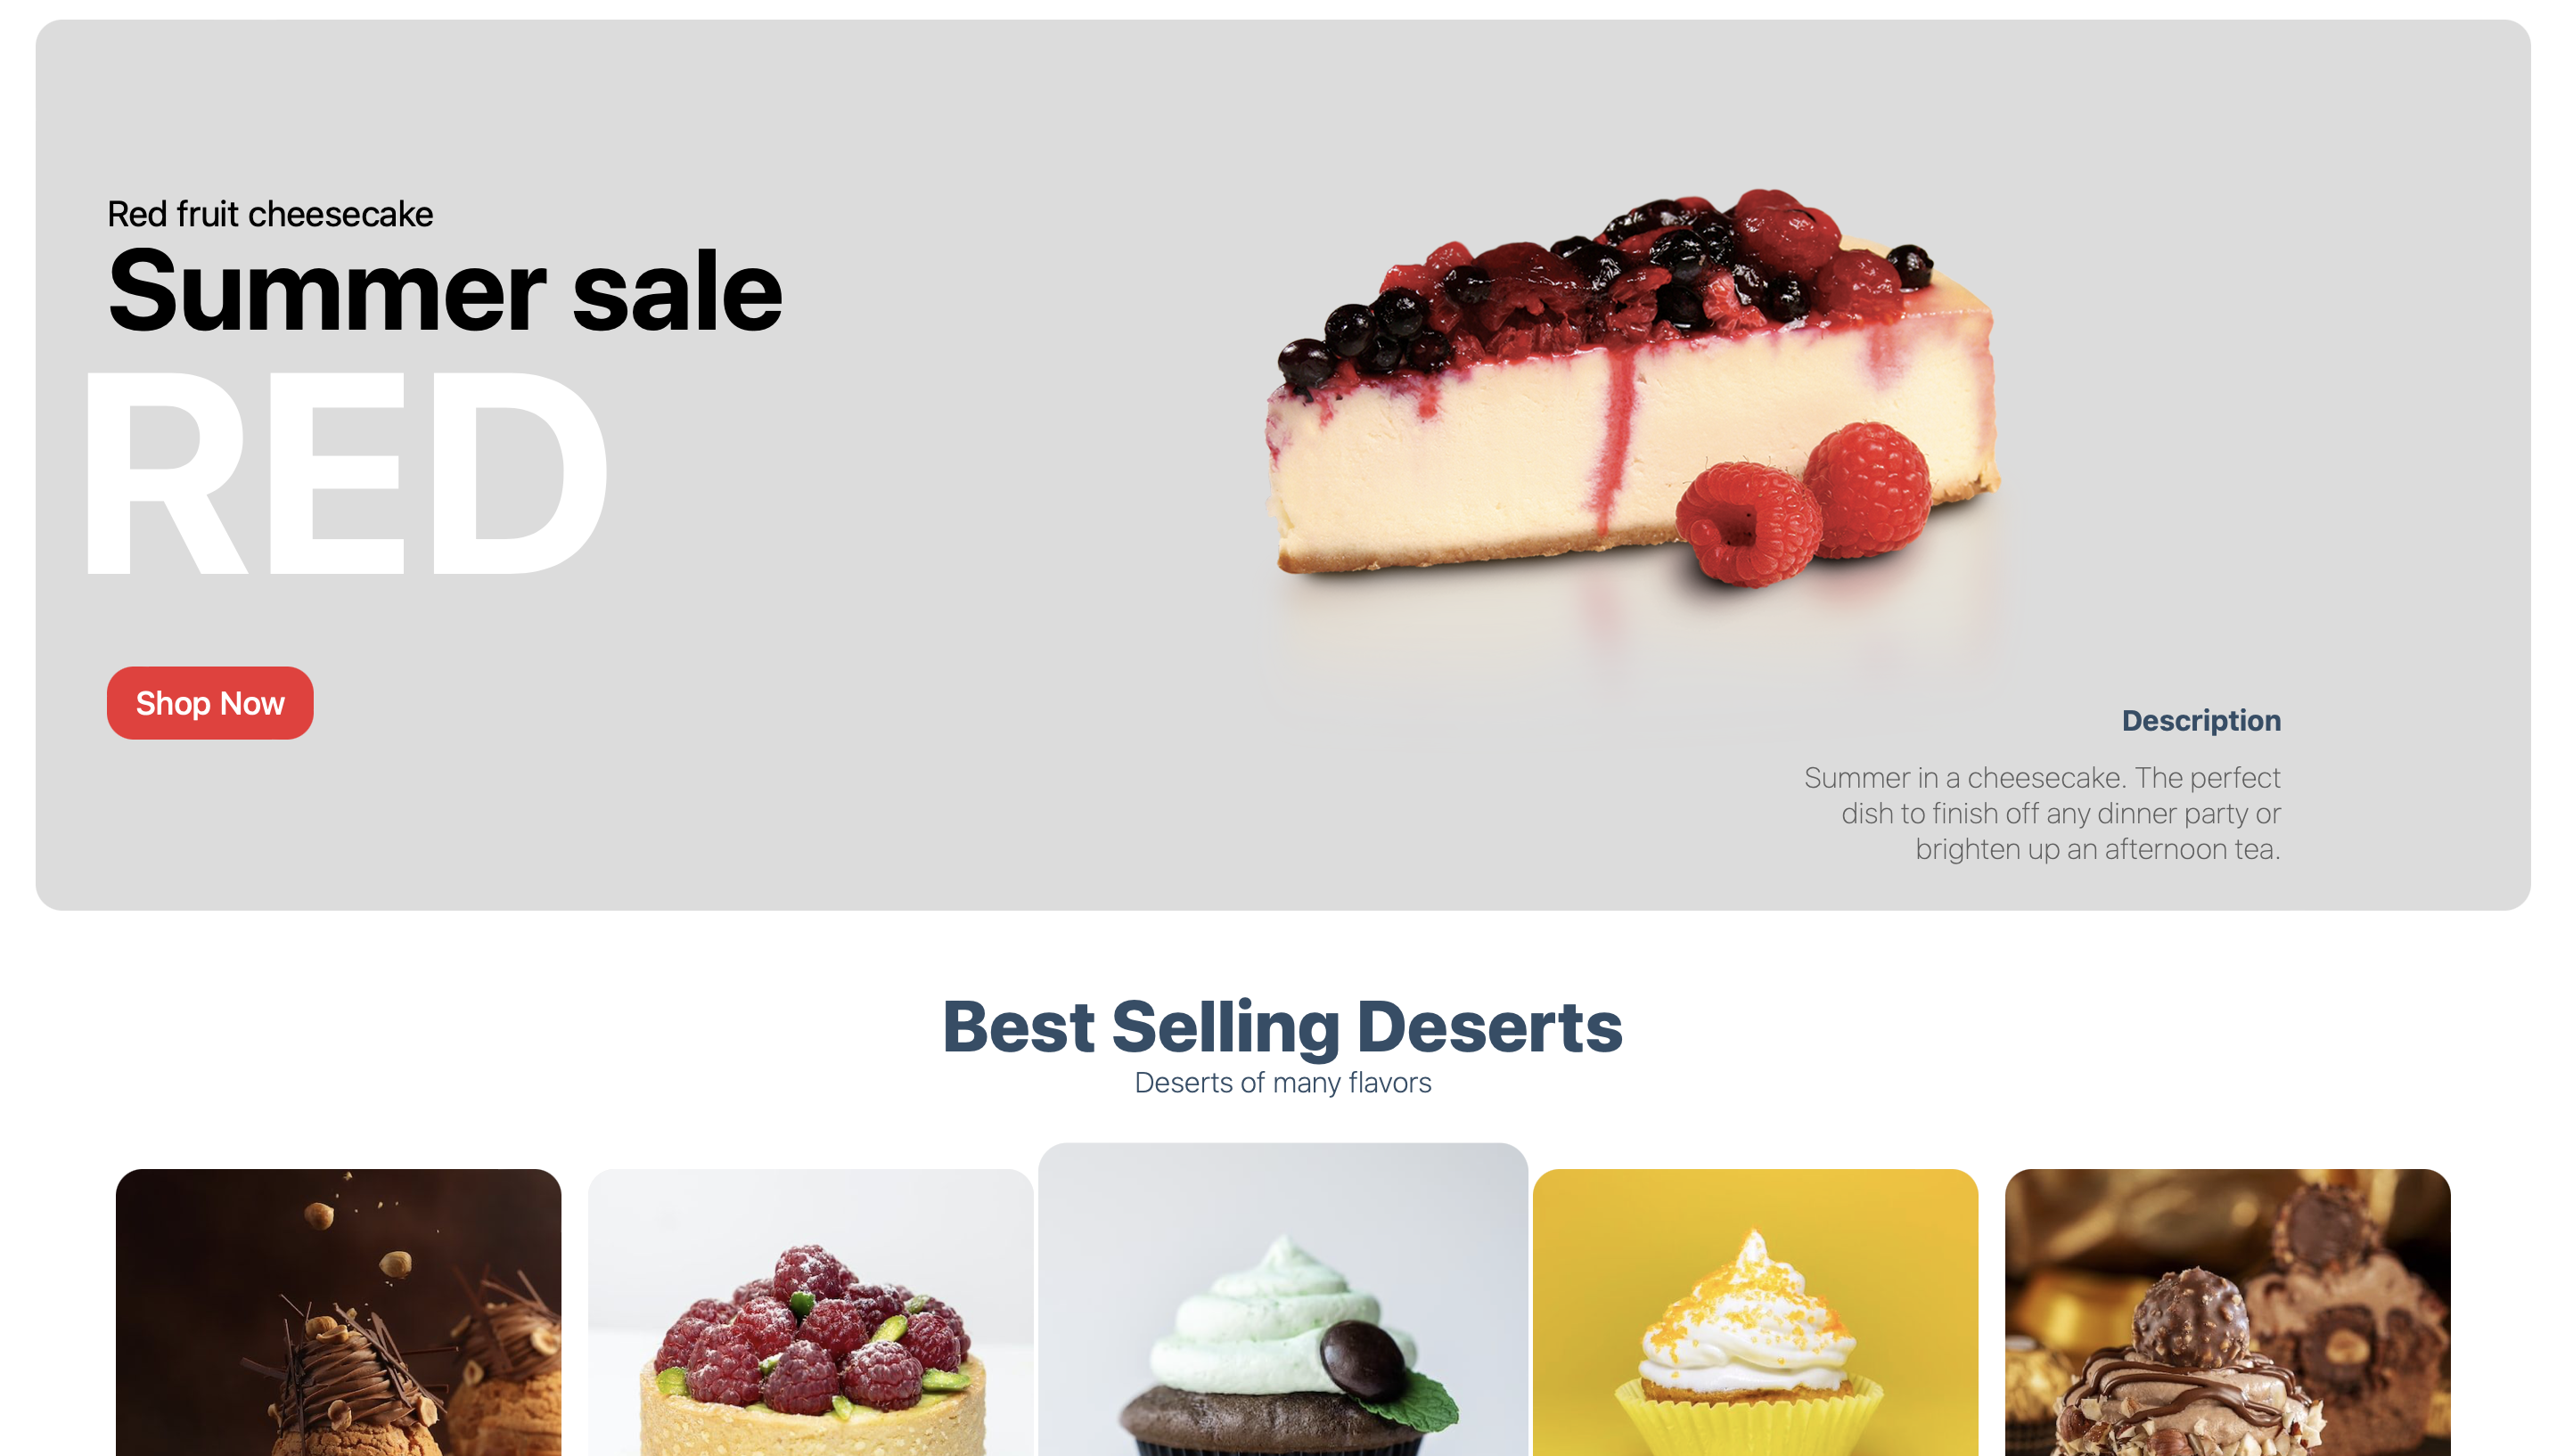 Red fruit cheesecake
Summer sale
RED
Shop Now
Description
Summer in a cheesecake. The perfect
dish to finish off any dinner party or
brighten up an afternoon tea.
Best Selling Deserts
Deserts of many flavors